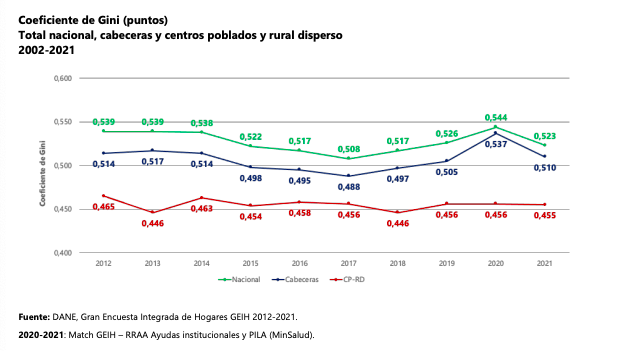 Coeficiente de Gini (puntos)
Total nacional, cabeceras y centros poblados y rural disperso
2002-2021
0,600
0,550
0,500
0,450
0,400
Coeficiente de Gini
0,539 0,539 0,538 0,522 0,517 0,508 0,517 0,526 0,544 0,523
0,514 0,517 0,514 0,498 0,495 0,488 0,497 0,505 0,537 0,510
0,465 0,446 0,463 0,454 0,458 0,456 0,446 0,456 0,456 0,455
2012 2013 2014 2015 2016 2017 2018 2019 2020 2021
Nacional Cabeceras CP-RD
Fuente: DANE, Gran Encuesta Integrada de Hogares GEIH 2012-2021.
2020-2021: Match GEIH – RRAA Ayudas institucionales y PILA (MinSalud).